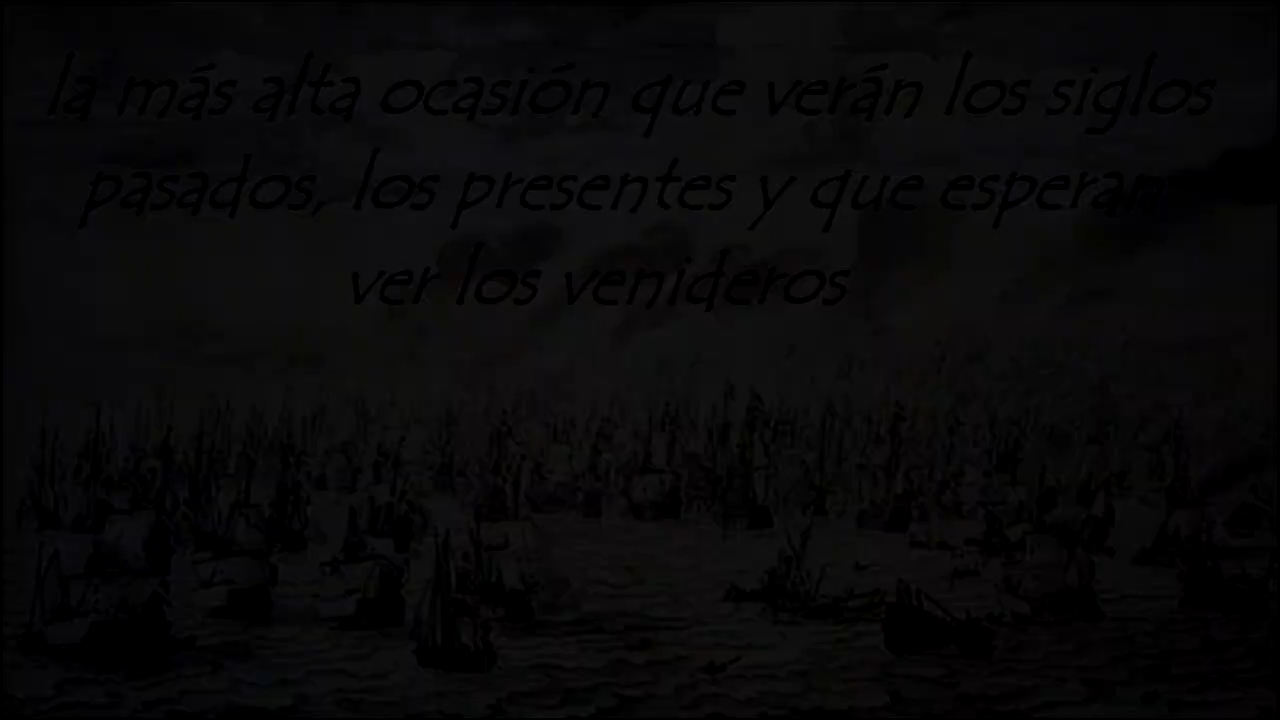 la más alta ocasión que verán los siglos
pasados, los presentes y que esperan
ver los venideros